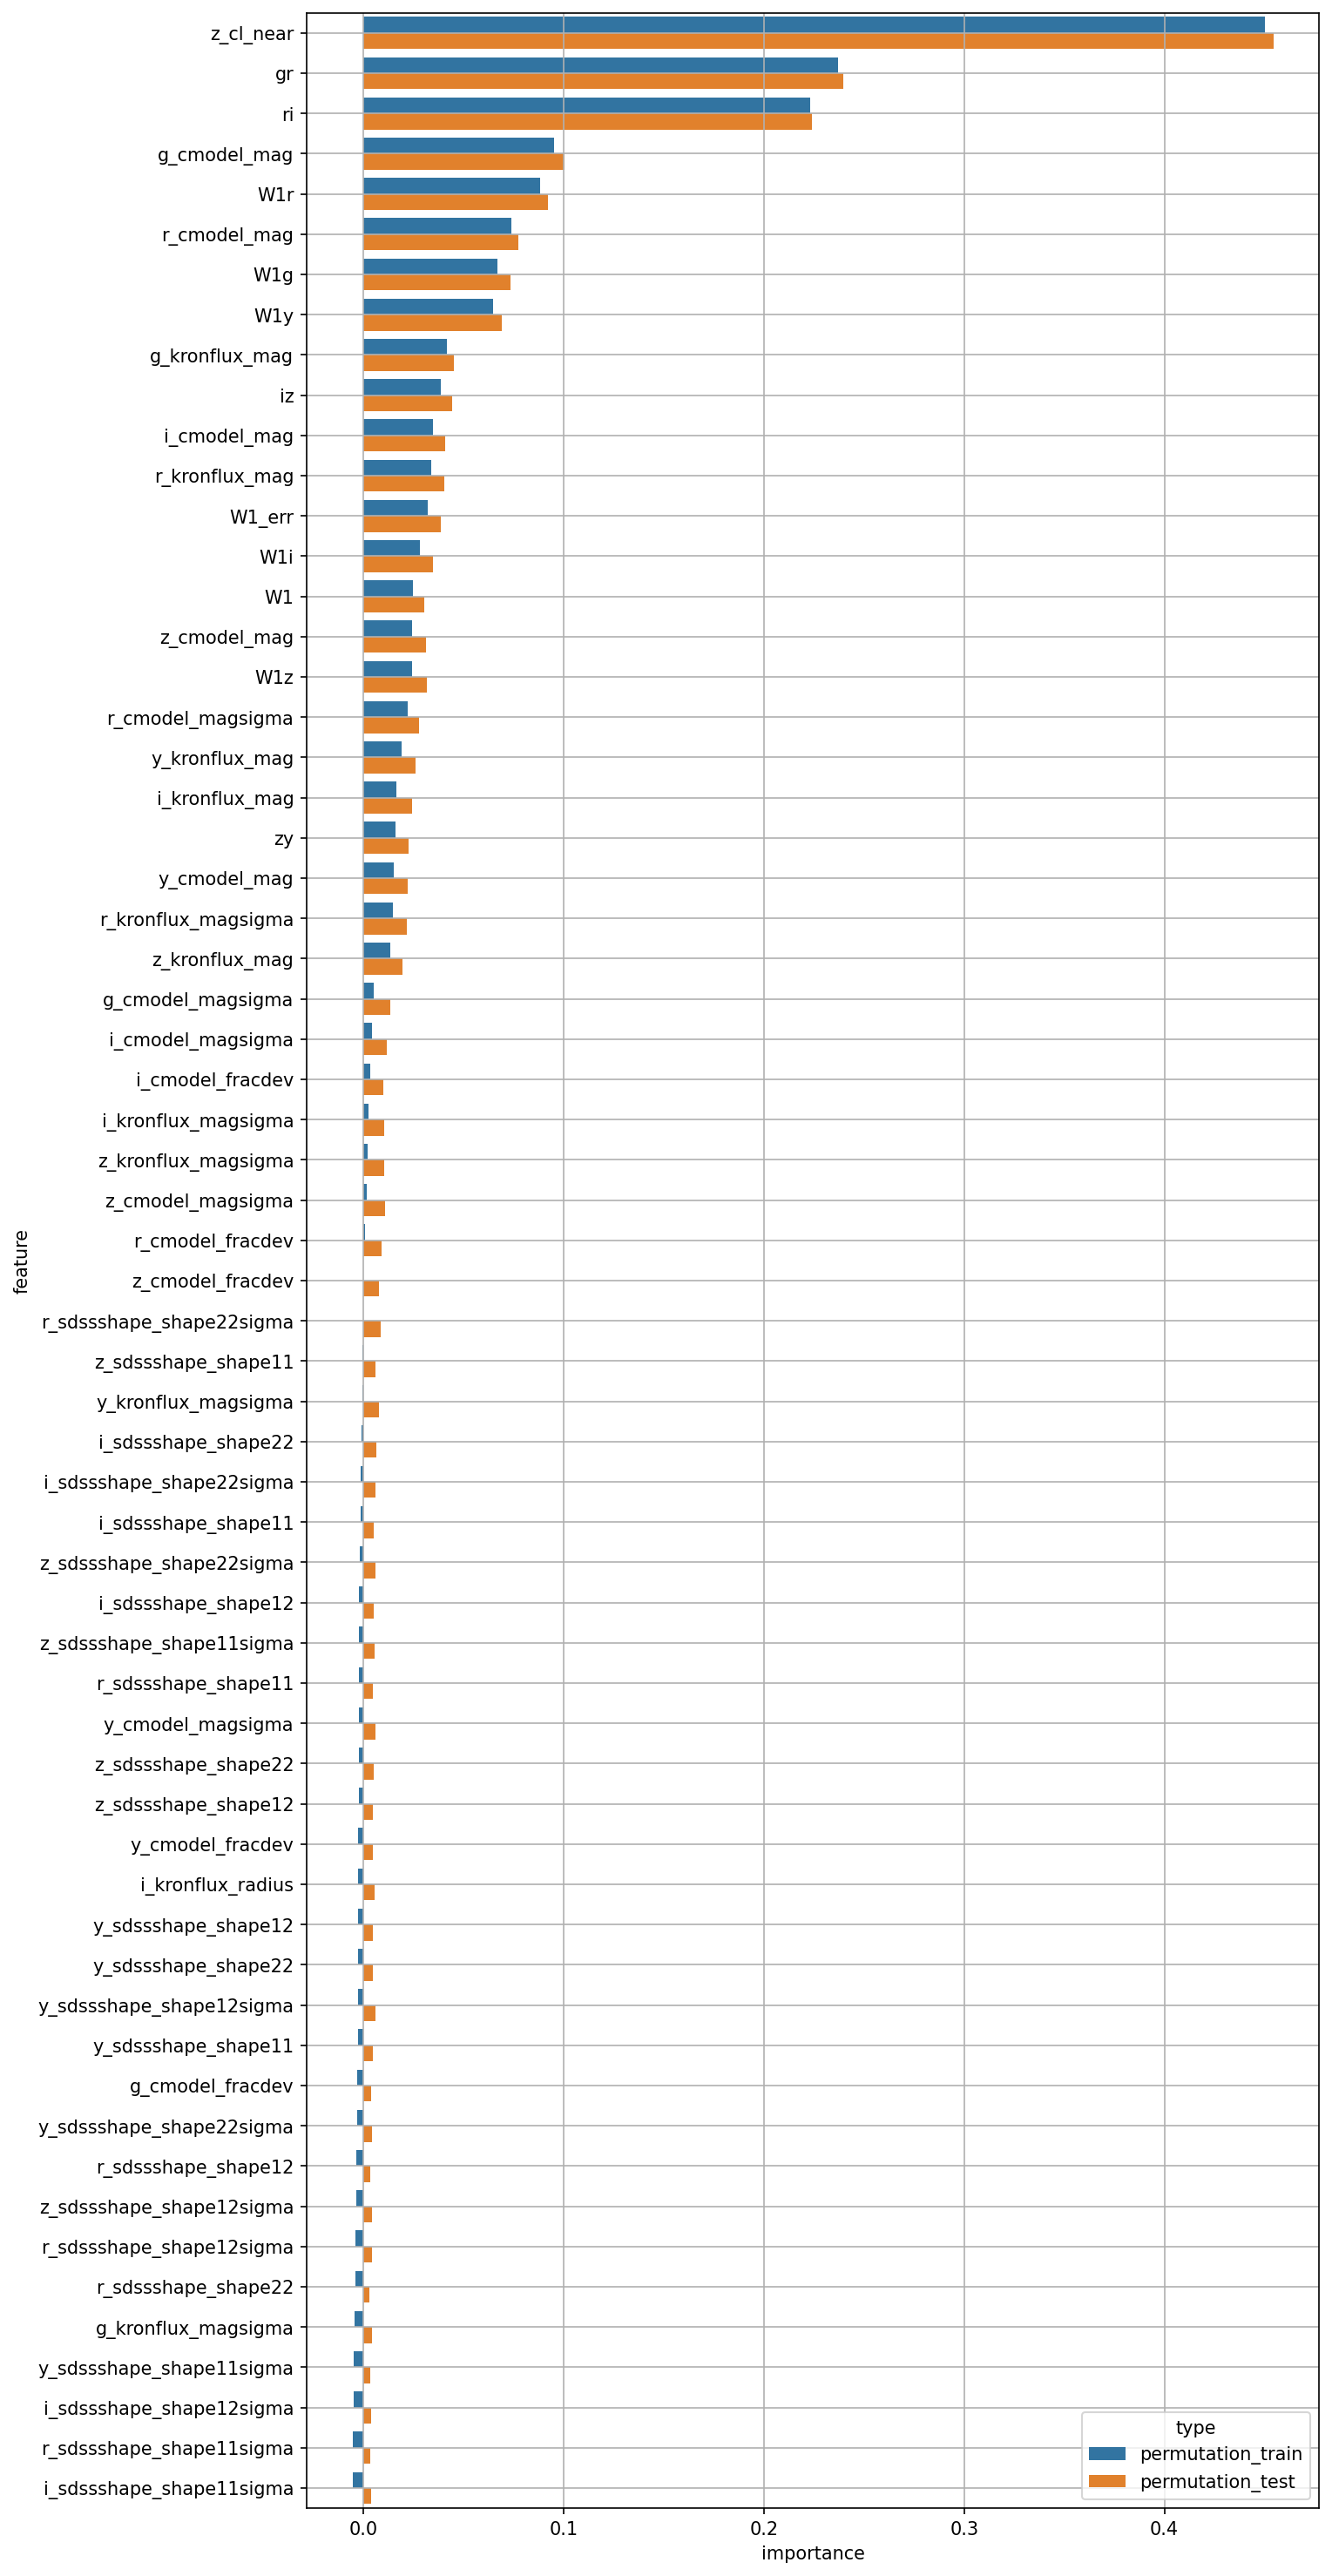 z_cl_near
gr
ri
g_cmodel_mag
W1r
r_cmodel_mag
W1g
W1y
g_kronflux_mag
iz
i_cmodel_mag
r_kronflux_mag
W1_err
W1i
W1
z_cmodel_mag
W1z
r_cmodel_magsigma
y_kronflux_mag
i_kronflux_mag
zy
y_cmodel_mag
r_kronflux_magsigma
z_kronflux_mag
g_cmodel_magsigma
i_cmodel_magsigma
i_cmodel_fracdev
i_kronflux_magsigma
z_kronflux_magsigma
z_cmodel_magsigma
r_cmodel_fracdev
z_cmodel_fracdev
r_sdssshape_shape22sigma
z_sdssshape_shape11
y_kronflux_magsigma
i_sdssshape_shape22
i_sdssshape_shape22sigma
i_sdssshape_shape11
z_sdssshape_shape22sigma
i_sdssshape_shape12
z_sdssshape_shape11sigma
r_sdssshape_shape11
y_cmodel_magsigma
z_sdssshape_shape22
z_sdssshape_shape12
y_cmodel_fracdev
i_kronflux_radius
y_sdssshape_shape12
y_sdssshape_shape22
y_sdssshape_shape12sigma
y_sdssshape_shape11
g_cmodel_fracdev
y_sdssshape_shape22sigma
r_sdssshape_shape12
z_sdssshape_shape12sigma
r_sdssshape_shape12sigma
r_sdssshape_shape22
g_kronflux_magsigma
y_sdssshape_shape11sigma
i_sdssshape_shape12sigma
r_sdssshape_shape11sigma
i_sdssshape_shape11sigma
feature
type
permutation_train
permutation_test
0.0 0.1 0.2 0.3 0.4
importance